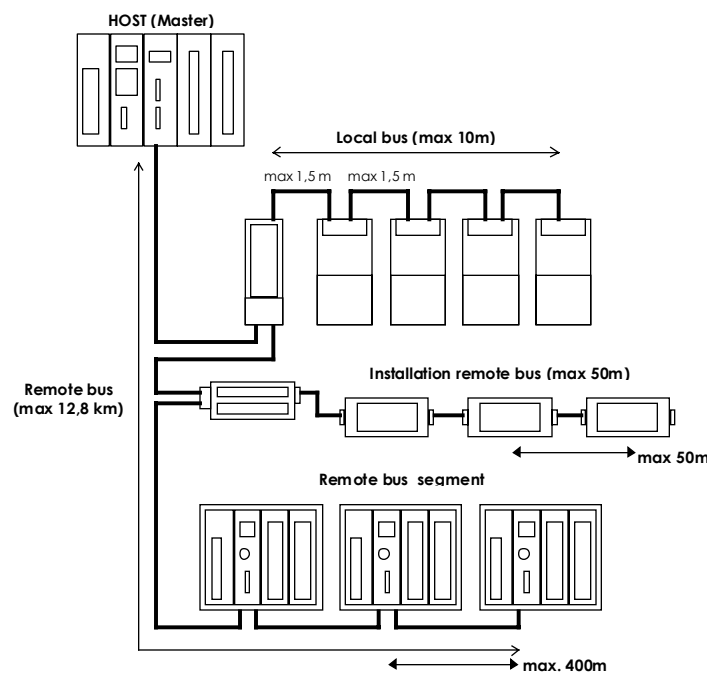 HOST (Master)
Local bus (max 10m)
max 1,5 m
max 1,5 m
Remote bus
(max 12,8 km)
Installation remote bus (max 50m)
max 50m
Remote bus segment
max. 400m